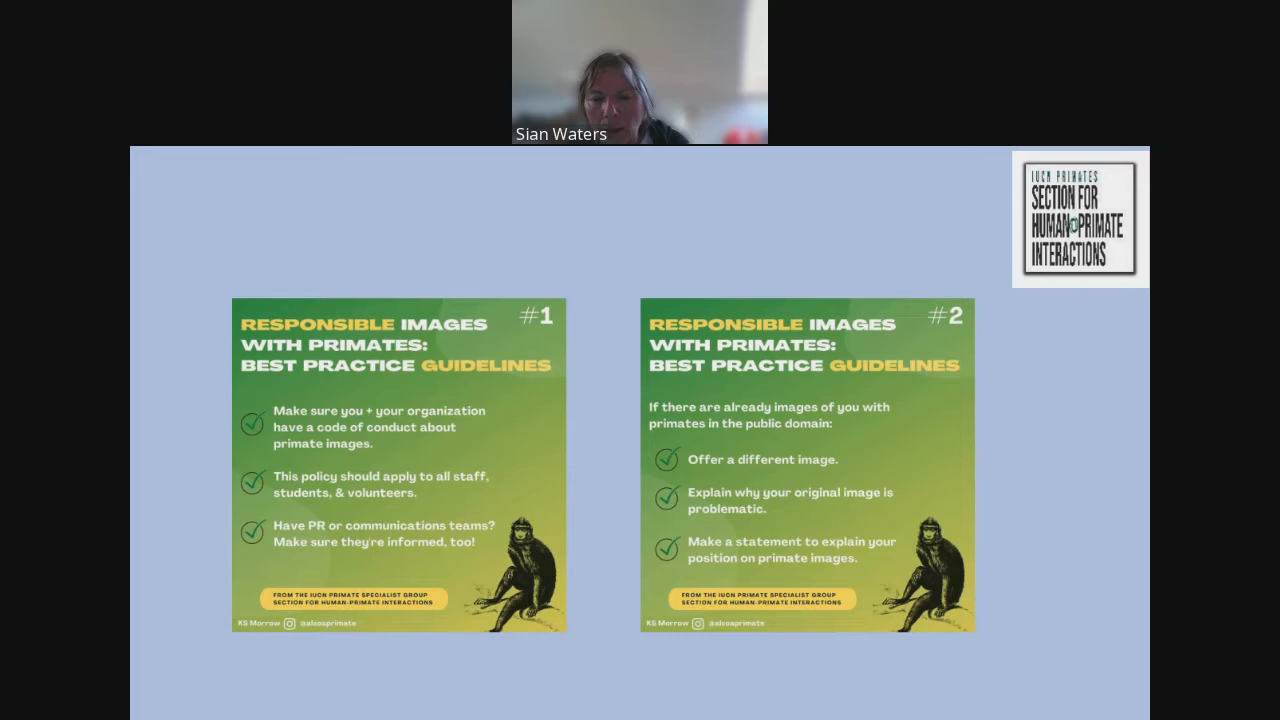 Sian Waters
IUCN PRIMATES
SECTION FOR
HUMAN PRIMATE
INTERACTIONS
#1
RESPONSIBLE IMAGES
WITH PRIMATES:
BEST PRACTICE GUIDELINES
Make sure you + your organization
have a code of conduct about
primate images.
This policy should apply to all staff,
students, & volunteers.
Have PR or communications teams?
Make sure they're informed, too!
FROM THE IUCN PRIMATE SPECIALIST GROUP
SECTION FOR HUMAN-PRIMATE INTERACTIONS
KS Morrow @alsoaprimate
#2
RESPONSIBLE IMAGES
WITH PRIMATES:
BEST PRACTICE GUIDELINES
If there are already images of you with
primates in the public domain:
Offer a different image.
Explain why your original image is
problematic.
Make a statement to explain your
position on primate images.
FROM THE IUCN PRIMATE SPECIALIST GROUP
SECTION FOR HUMAN-PRIMATE INTERACTIONS
KS Morrow @alsoaprimate